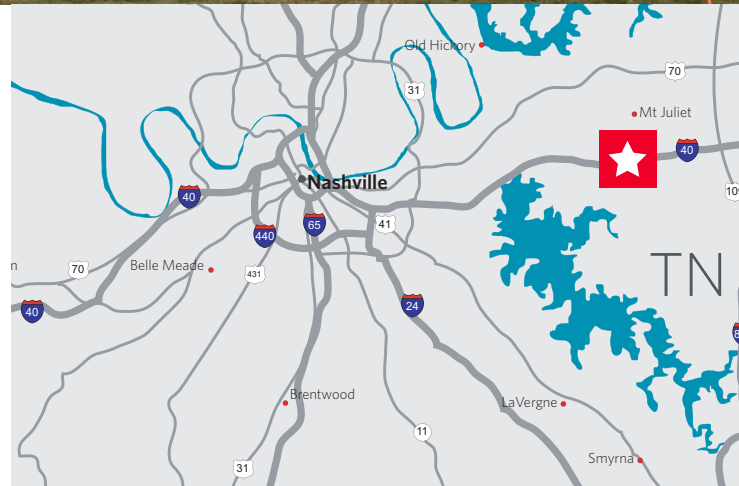 Old Hickory
70
31
Mt Juliet
40
Nashville
40
109
65
41
440
Belle Meade
70
431
TN
24
40
Brentwood
LaVergne
11
Smyrna
31